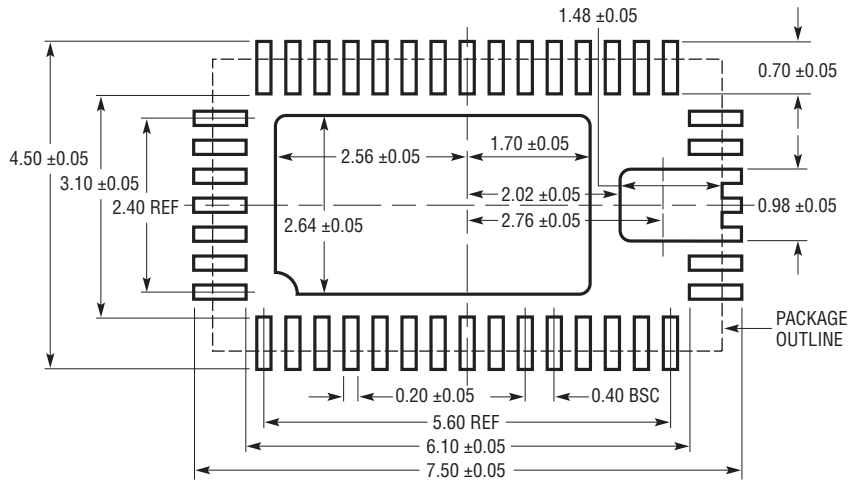 1.48 ±0.05
0.70 ±0.05
4.50 ±0.05
3.10 ±0.05
2.40 REF
2.56 ±0.05
1.70 ±0.05
2.64 ±0.05
2.02 ±0.05
2.76 ±0.05
0.98 ±0.05
PACKAGE
OUTLINE
0.20 ±0.05
0.40 BSC
5.60 REF
6.10 ±0.05
7.50 ±0.05